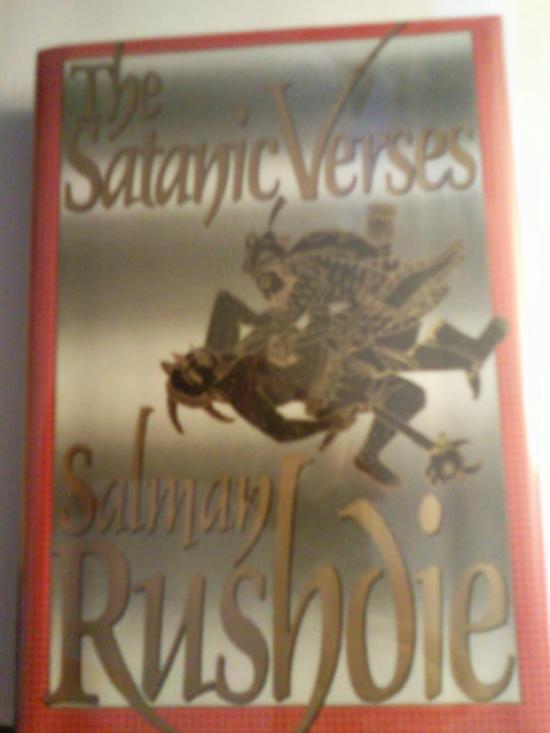 The
Satanic Verses
Salman
Rushdie